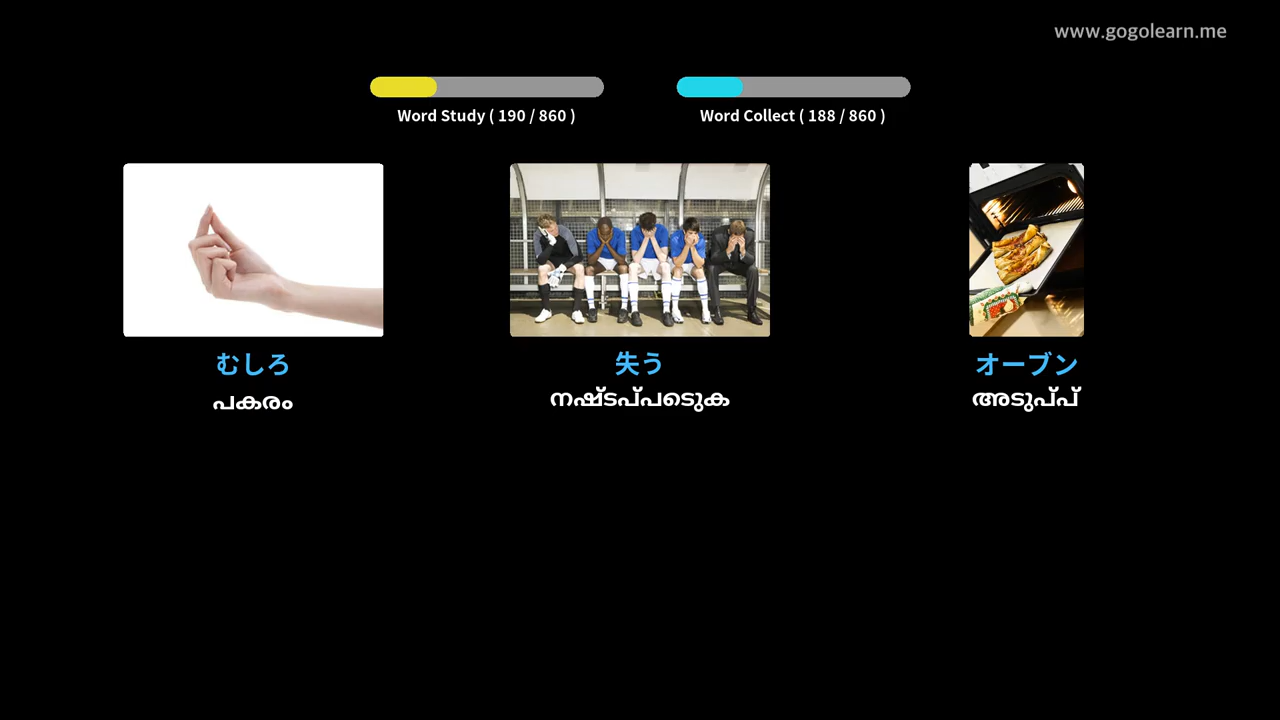 www.gogolearn.me
Word Study ( 190 / 860 )
Word Collect ( 188 / 860 )
むしろ
失う
オーブン
പകരം
നഷ്ടപ്പടെുക
അടുപ്പ്